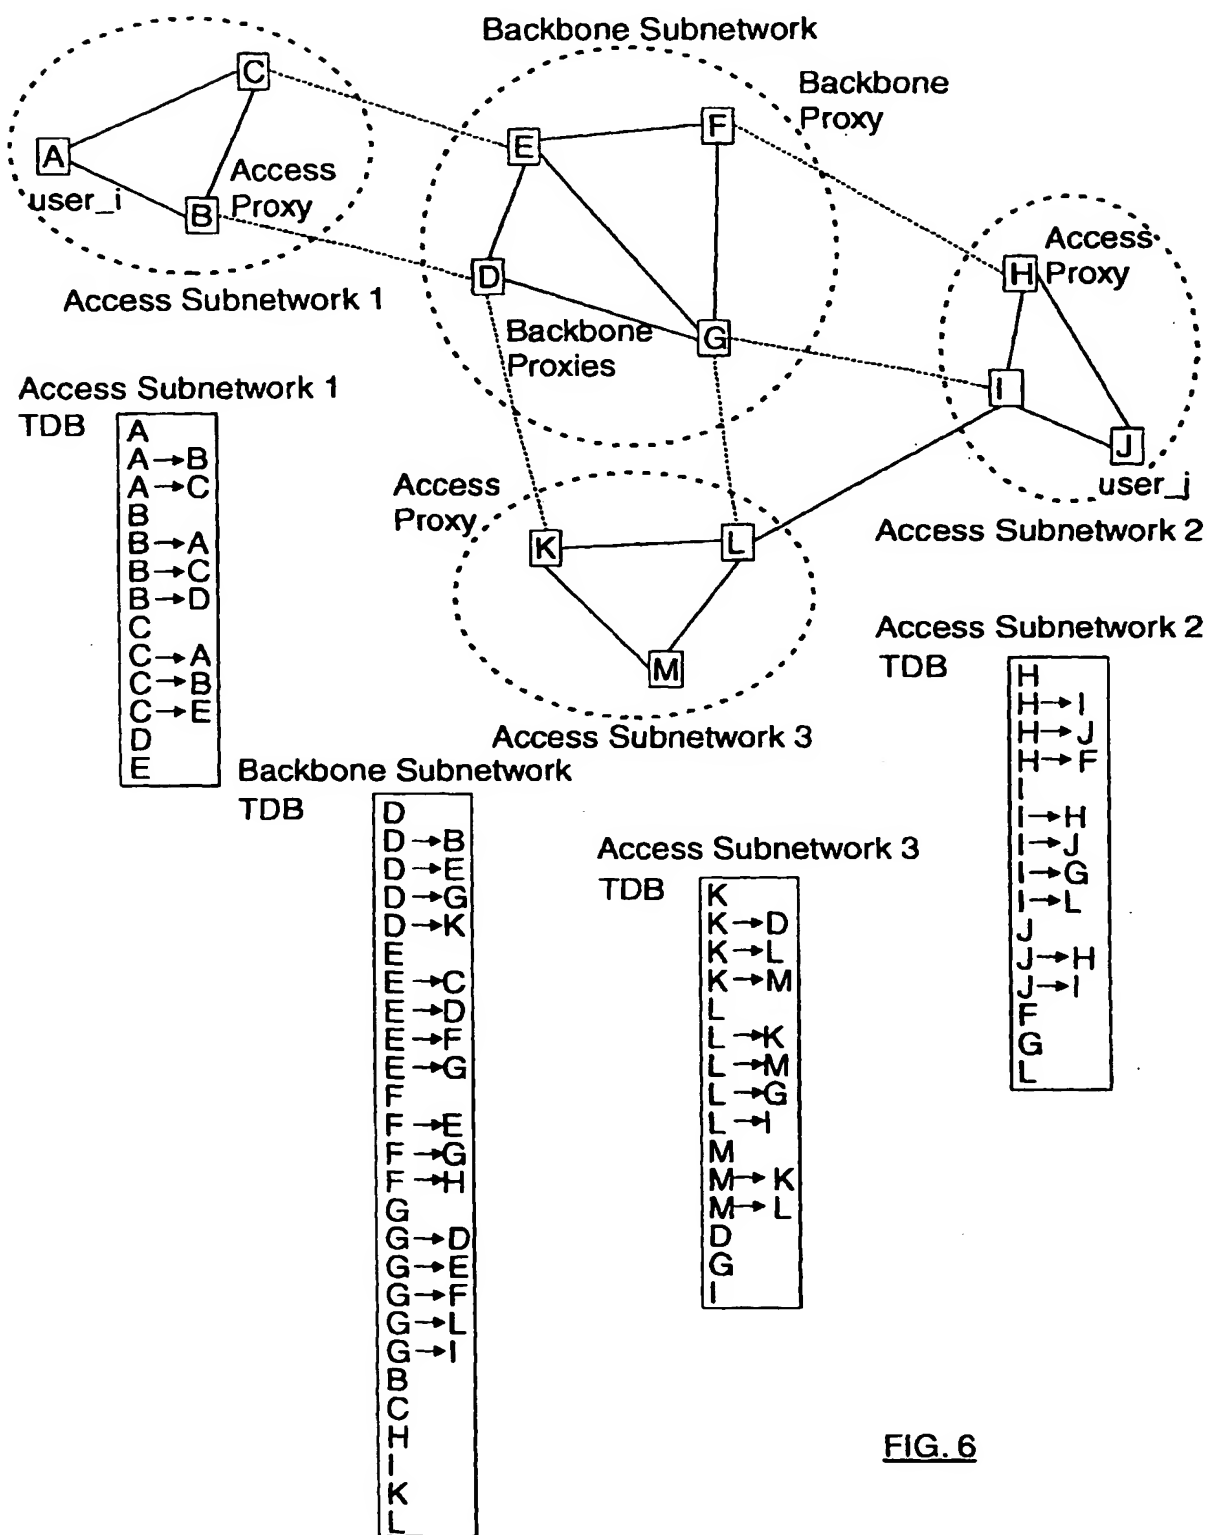 Backbone Subnetwork
C
Backbone
Proxy
F
E
A
Access
Proxy
user_i
B
Access
Proxy
H
D
Access Subnetwork 1
Backbone
Proxies
G
I
J
user_j
Access Subnetwork 1
TDB
A
A→B
A→C
B
B→A
B→C
B→D
C
C→A
C→B
C→E
D
E
Access
Proxy
K
L
Access Subnetwork 2
M
Access Subnetwork 3
Access Subnetwork 2
TDB
H
H→I
H→J
H→F
I
I→H
I→J
I→G
I→L
J
J→H
J→I
F
G
L
Backbone Subnetwork
TDB
D
D→B
D→E
D→G
D→K
E
E→C
E→D
E→F
E→G
F
F→E
F→G
F→H
G
G→D
G→E
G→F
G→L
G→I
B
C
H
I
K
L
Access Subnetwork 3
TDB
K
K→D
K→L
K→M
L
L→K
L→M
L→G
L→I
M
M→K
M→L
D
G
I
FIG. 6